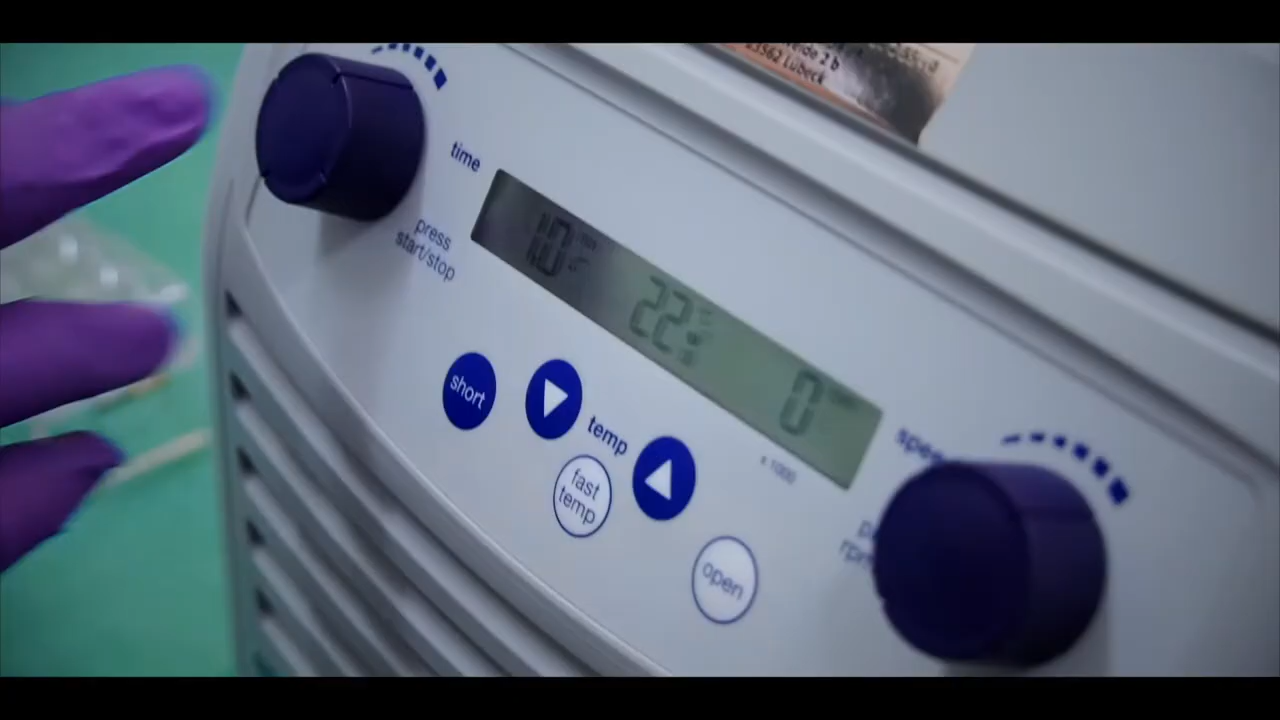 23562 Lübeck
time
press
start/stop
1.0
22
0
short
temp
fast
temp
x 1000
open